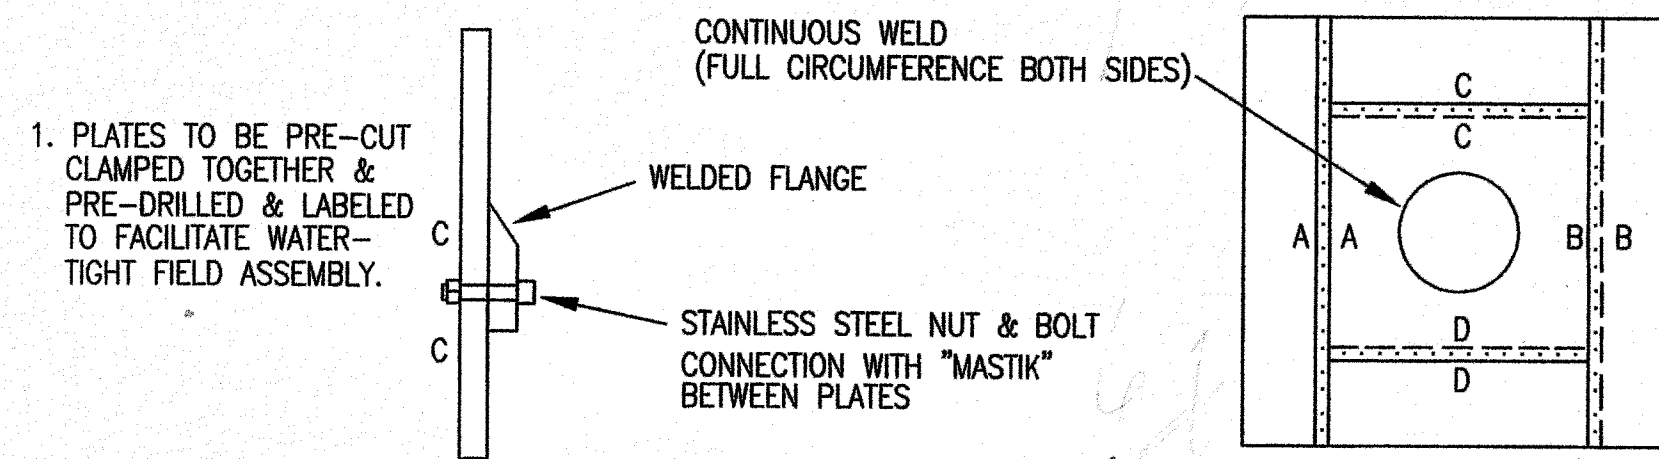 1. PLATES TO BE PRE-CUT
CLAMPED TOGETHER &
PRE-DRILLED & LABELED
TO FACILITATE WATER-
TIGHT FIELD ASSEMBLY.
C
C
WELDED FLANGE
STAINLESS STEEL NUT & BOLT
CONNECTION WITH "MASTIK"
BETWEEN PLATES
CONTINUOUS WELD
(FULL CIRCUMFERENCE BOTH SIDES)
C
C
A A B B
D
D